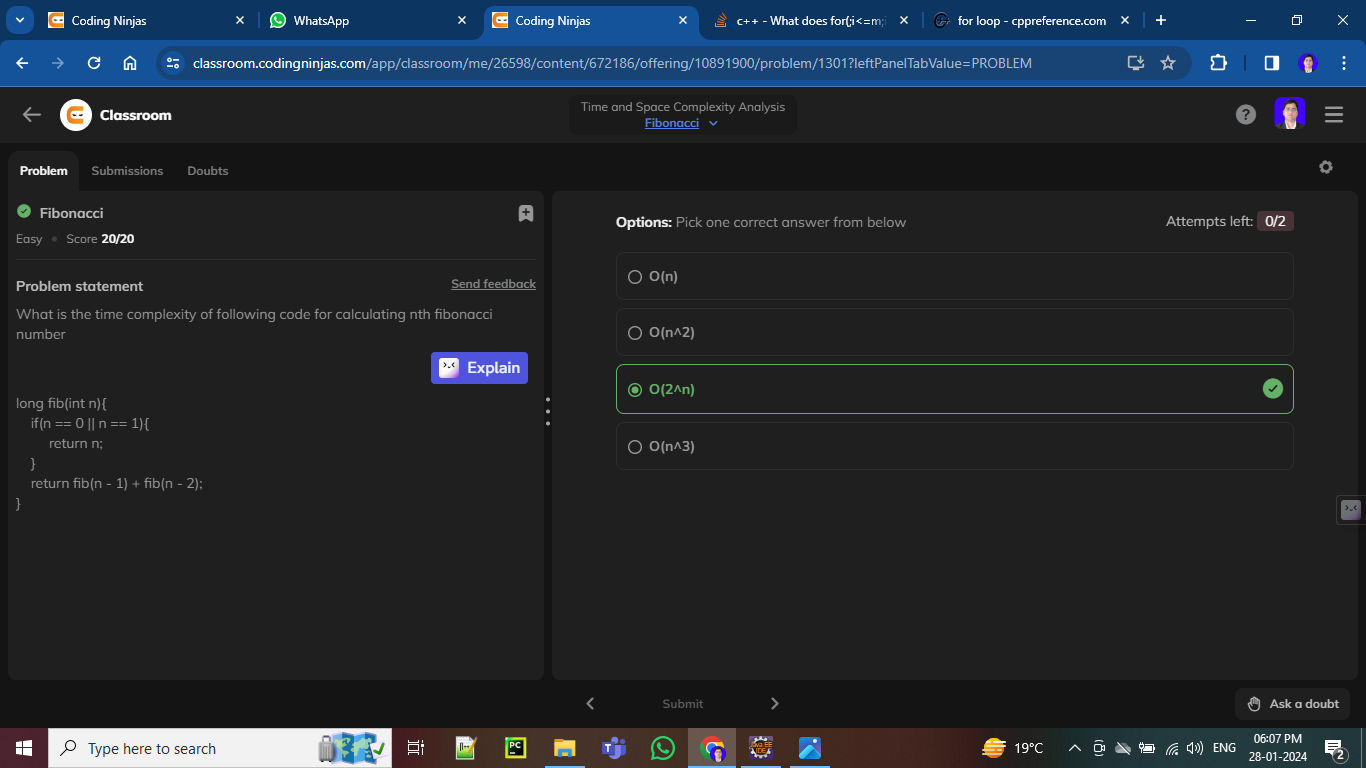 Coding Ninjas
WhatsApp
Coding Ninjas
c++ - What does for(;i<=m;i
for loop - cppreference.com
classroom.codingninjas.com/app/classroom/me/26598/content/672186/offering/10891900/problem/1301?leftPanelTabValue=PROBLEM
Classroom
Time and Space Complexity Analysis
Fibonacci
Problem
Submissions
Doubts
Fibonacci
Easy
Score 20/20
Problem statement
Send feedback
What is the time complexity of following code for calculating nth fibonacci
number
Explain
long fib(int n){
if(n == 0 || n == 1){
return n;
}
return fib(n - 1) + fib(n - 2);
}
Options: Pick one correct answer from below
Attempts left: 0/2
O(n)
O(n^2)
O(2^n)
O(n^3)
Submit
Ask a doubt
Type here to search
PC
19°C
ENG
06:07 PM
28-01-2024
2